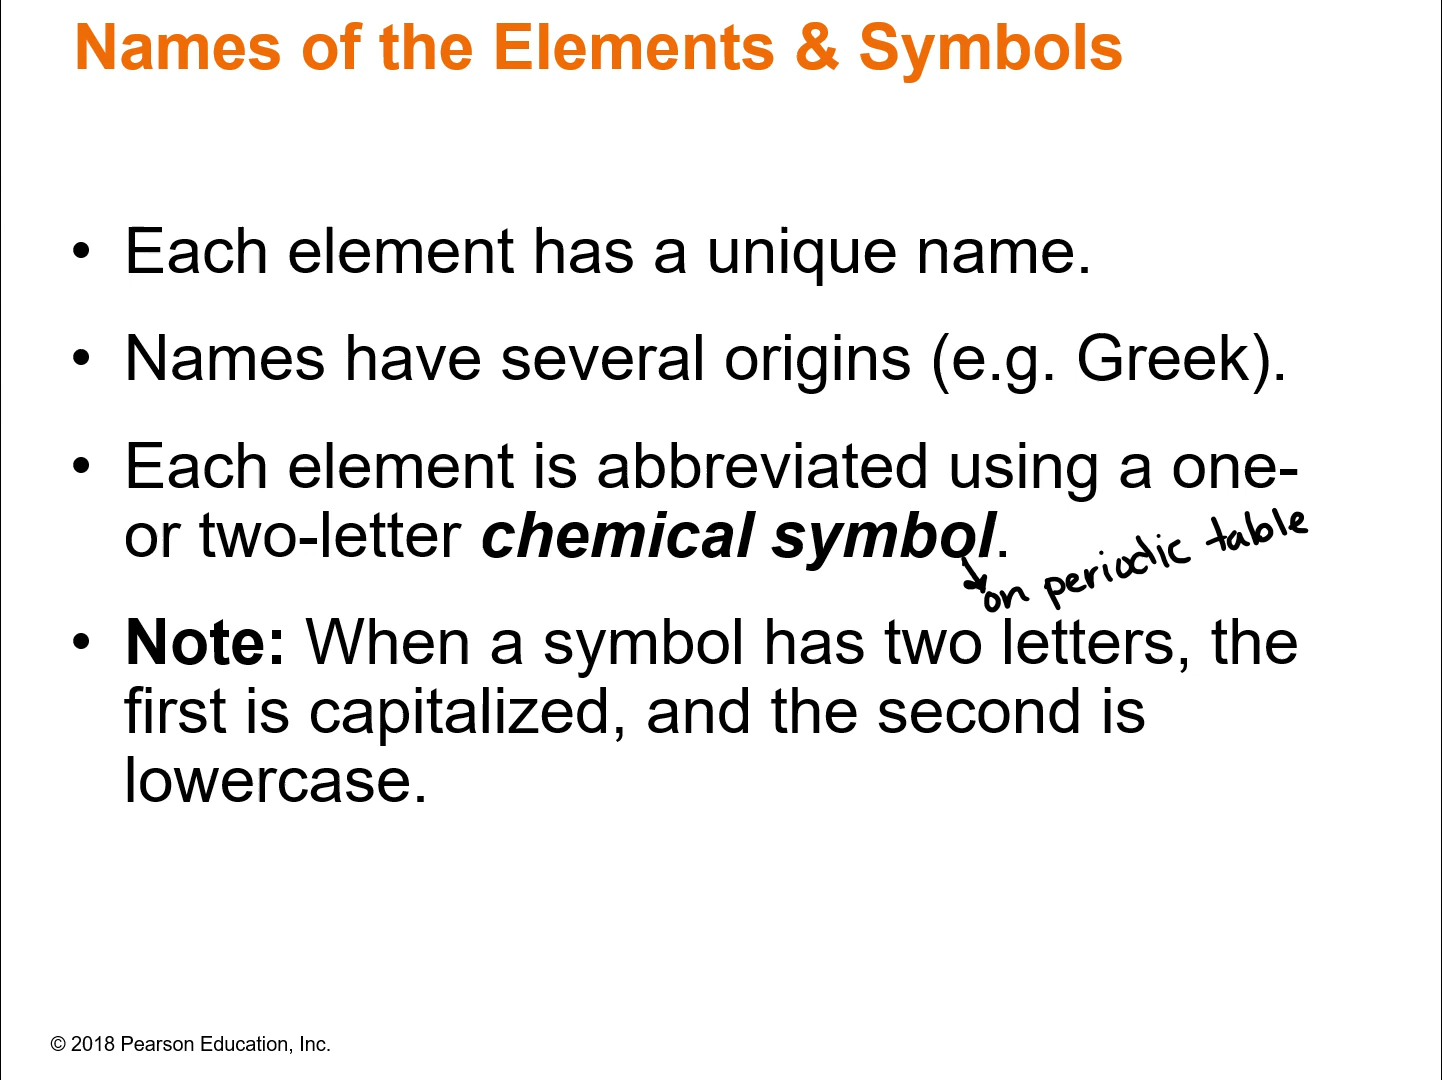 Names of the Elements & Symbols
• Each element has a unique name.
• Names have several origins (e.g. Greek).
• Each element is abbreviated using a one-
or two-letter chemical symbol.
on periodic table
• Note: When a symbol has two letters, the
first is capitalized, and the second is
lowercase.
© 2018 Pearson Education, Inc.